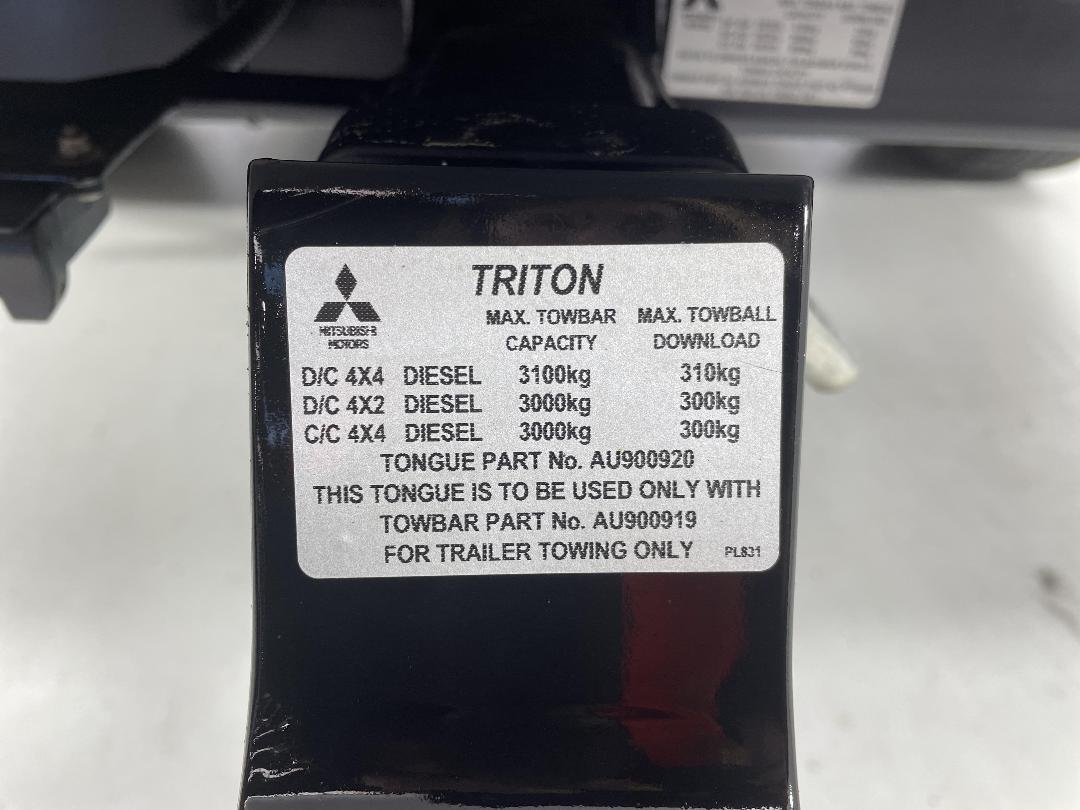 MITSUBISHI
MOTORS
TRITON
MAX. TOWBAR CAPACITY
MAX. TOWBALL DOWNLOAD
D/C 4X4 DIESEL 3100kg 310kg
D/C 4X2 DIESEL 3000kg 300kg
C/C 4X4 DIESEL 3000kg 300kg
TONGUE PART No. AU900920
THIS TONGUE IS TO BE USED ONLY WITH
TOWBAR PART No. AU900919
FOR TRAILER TOWING ONLY PL831